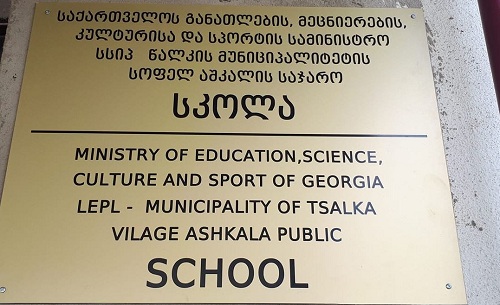 საქართველოს განათლების, მეცნიერების,
კულტურისა და სპორტის სამინისტრო
სსიპ წალკის მუნიციპალიტეტის
სოფელ აშკალის საჯარო
სკოლა
MINISTRY OF EDUCATION,SCIENCE,
CULTURE AND SPORT OF GEORGIA
LEPL - MUNICIPALITY OF TSALKA
VILAGE ASHKALA PUBLIC
SCHOOL